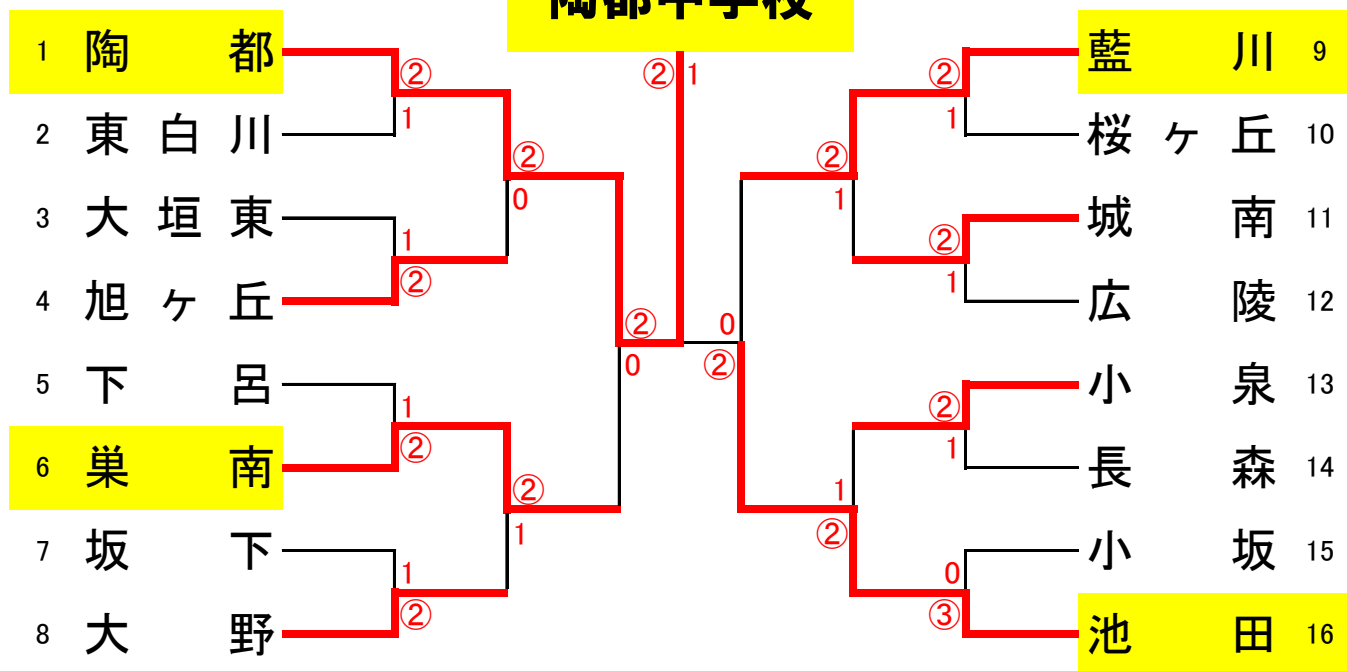 陶都中学校
② 1
1 陶都
② 1
2 東白川
② 0
3 大垣東
1 ②
4 旭ヶ丘
② 0
5 下呂
1 ②
6 巣南
② 1
7 坂下
1 ②
8 大野
藍川 9
② 1
桜ヶ丘 10
② 1
城南 11
② 1
広陵 12
0 ②
小泉 13
② 1
長森 14
1 ②
小坂 15
0 ③
池田 16